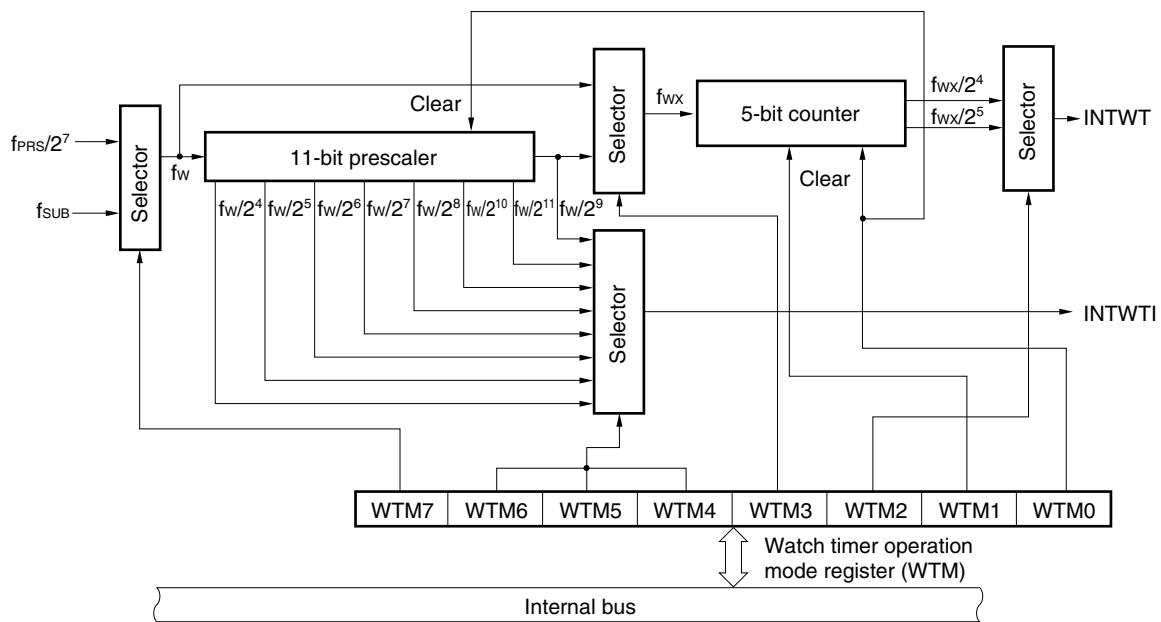 Clear
fPRS/2⁷
fSUB
Selector
fW
11-bit prescaler
fW/2⁴
fW/2⁵
fW/2⁶
fW/2⁷
fW/2⁸
fW/2¹⁰
fW/2¹¹
fW/2⁹
Selector
fWX
5-bit counter
Clear
fWX/2⁴
fWX/2⁵
Selector
INTWT
Selector
INTWTI
WTM7 WTM6 WTM5 WTM4 WTM3 WTM2 WTM1 WTM0
Watch timer operation
mode register (WTM)
Internal bus